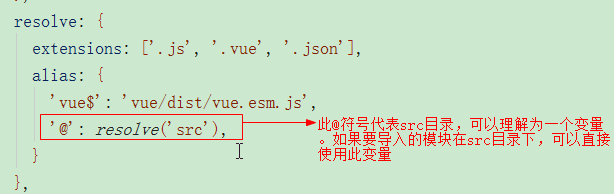 },
resolve: {
extensions: ['.js', '.vue', '.json'],
alias: {
'vue$': 'vue/dist/vue.esm.js',
'@': resolve('src'),
}
},
此@符号代表src目录，可以理解为一个变量
。如果要导入的模块在src目录下，可以直接
使用此变量